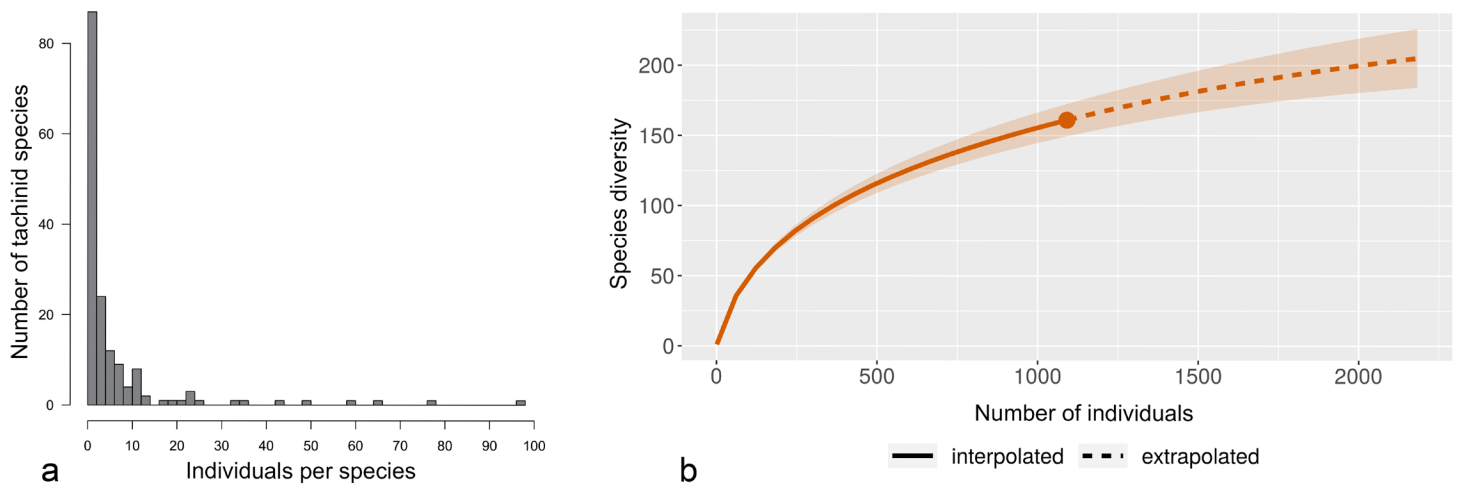 Number of tachinid species
80
60
40
20
0
0 10 20 30 40 50 60 70 80 90 100
Individuals per species
a
Species diversity
200
150
100
50
0
0 500 1000 1500 2000
Number of individuals
interpolated extrapolated
b